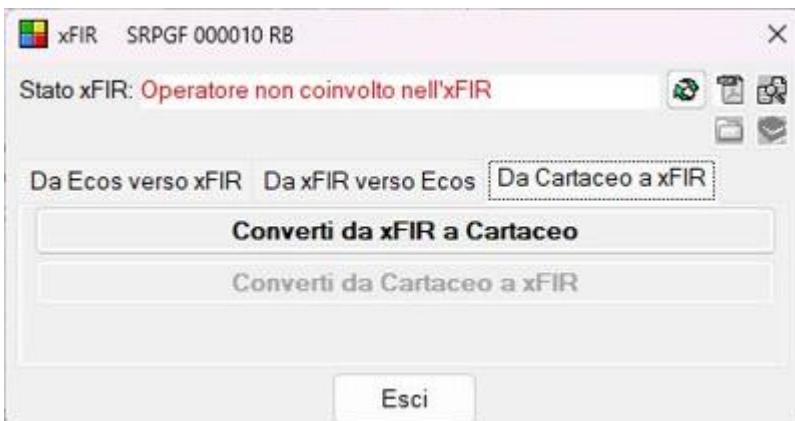 xFIR SRPGF 000010 RB
Stato xFIR: Operatore non coinvolto nell'xFIR
Da Ecos verso xFIR Da xFIR verso Ecos Da Cartaceo a xFIR
Converti da xFIR a Cartaceo
Converti da Cartaceo a xFIR
Esci